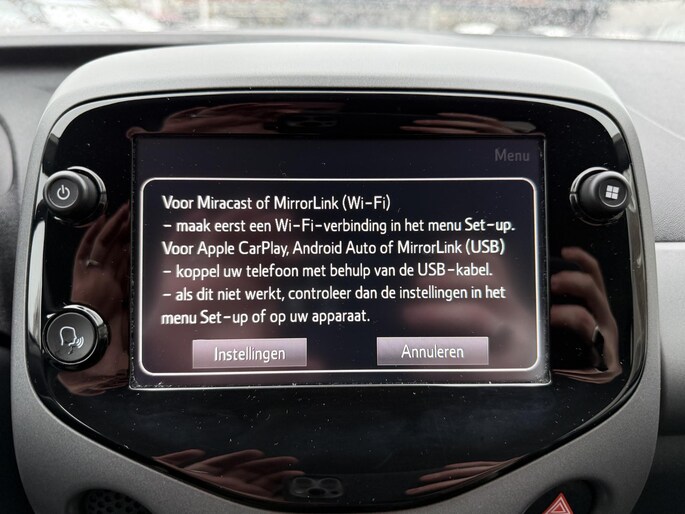 Menu
Voor Miracast of MirrorLink (Wi-Fi)
- maak eerst een Wi-Fi-verbinding in het menu Set-up.
Voor Apple CarPlay, Android Auto of MirrorLink (USB)
- koppel uw telefoon met behulp van de USB-kabel.
- als dit niet werkt, controleer dan de instellingen in het
menu Set-up of op uw apparaat.
Instellingen
Annuleren